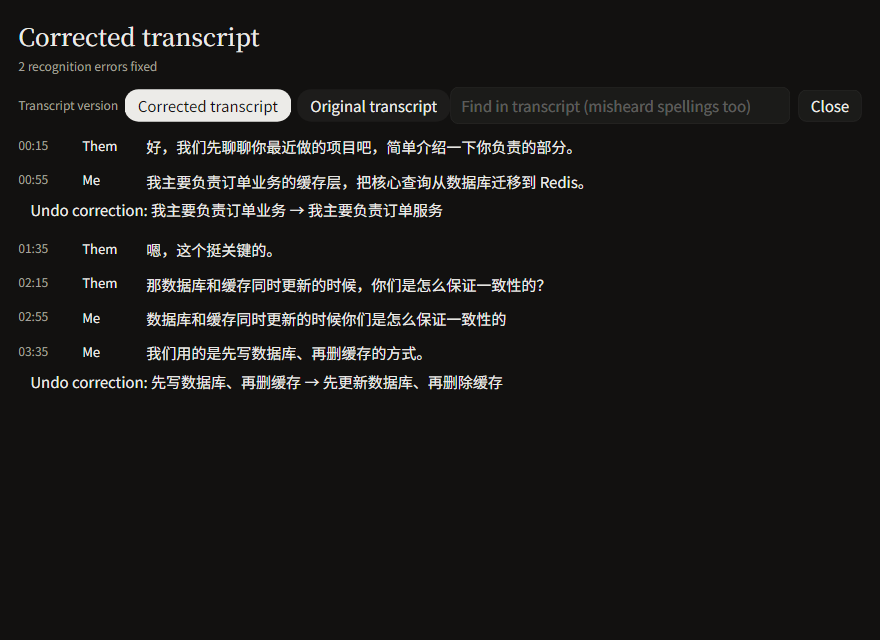 Corrected transcript
2 recognition errors fixed
Transcript version Corrected transcript Original transcript Find in transcript (misheard spellings too) Close
00:15 Them 好，我们先聊聊你最近做的项目吧，简单介绍一下你负责的部分。
00:55 Me 我主要负责订单业务的缓存层，把核心查询从数据库迁移到 Redis。
Undo correction: 我主要负责订单业务 → 我主要负责订单服务
01:35 Them 嗯，这个挺关键的。
02:15 Them 那数据库和缓存同时更新的时候，你们是怎么保证一致性的？
02:55 Me 数据库和缓存同时更新的时候你们是怎么保证一致性的
03:35 Me 我们用的是先写数据库、再删缓存的方式。
Undo correction: 先写数据库、再删缓存 → 先更新数据库、再删除缓存